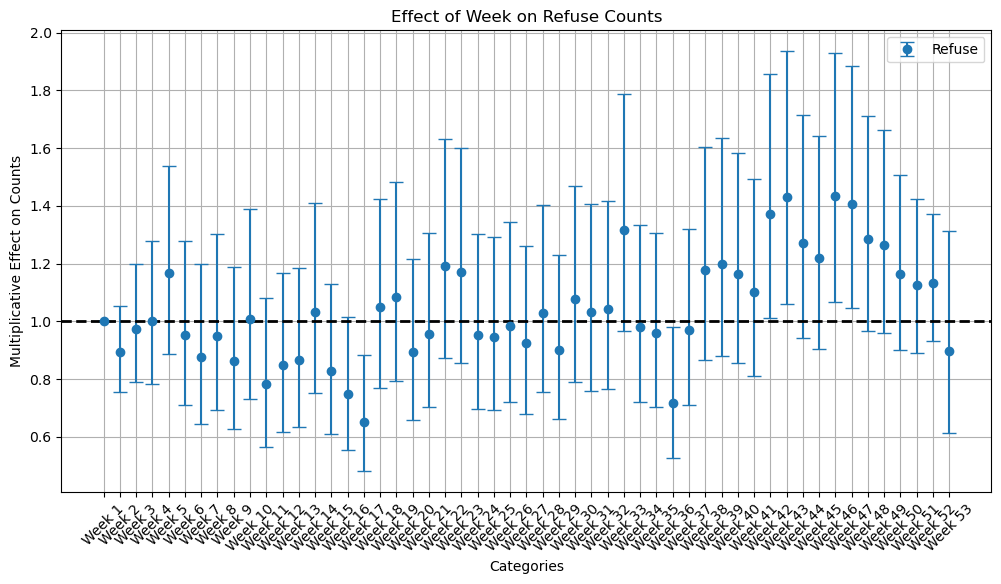 Effect of Week on Refuse Counts
Refuse
Multiplicative Effect on Counts
2.0
1.8
1.6
1.4
1.2
1.0
0.8
0.6
Week 1
Week 2
Week 3
Week 4
Week 5
Week 6
Week 7
Week 8
Week 9
Week 10
Week 11
Week 12
Week 13
Week 14
Week 15
Week 16
Week 17
Week 18
Week 19
Week 20
Week 21
Week 22
Week 23
Week 24
Week 25
Week 26
Week 27
Week 28
Week 29
Week 30
Week 31
Week 32
Week 33
Week 34
Week 35
Week 36
Week 37
Week 38
Week 39
Week 40
Week 41
Week 42
Week 43
Week 44
Week 45
Week 46
Week 47
Week 48
Week 49
Week 50
Week 51
Week 52
Week 53
Categories